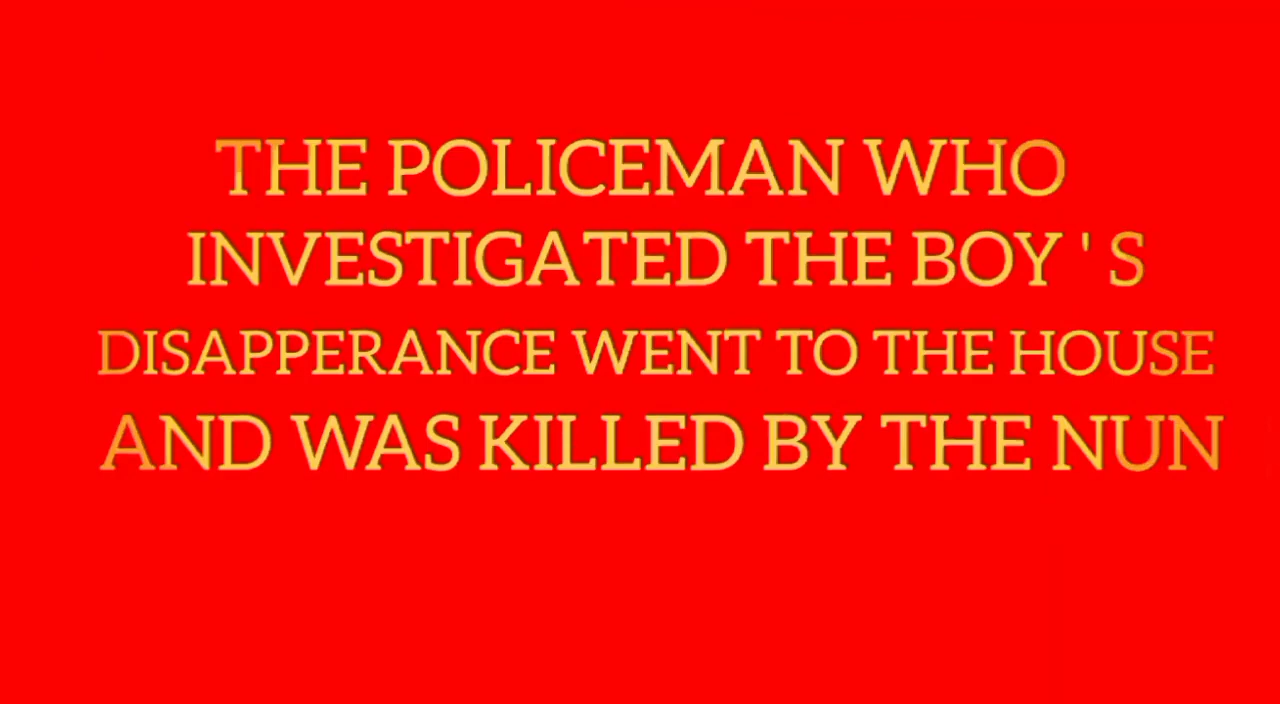 THE POLICEMAN WHO
INVESTIGATED THE BOY ' S
DISAPPERANCE WENT TO THE HOUSE
AND WAS KILLED BY THE NUN